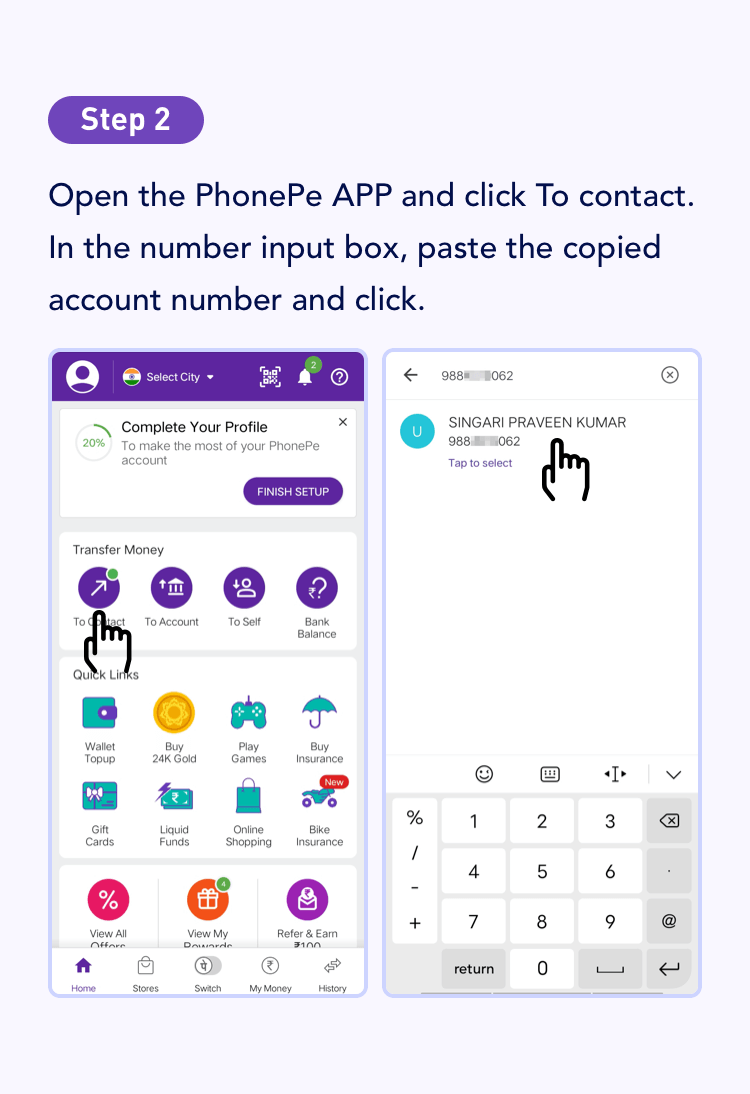 Step 2
Open the PhonePe APP and click To contact.
In the number input box, paste the copied
account number and click.
Select City
2
20%
Complete Your Profile
To make the most of your PhonePe
account
FINISH SETUP
Transfer Money
To Contact
To Account
To Self
Bank
Balance
Quick Links
Wallet
Topup
Buy
24K Gold
Play
Games
Buy
Insurance
New
Gift
Cards
Liquid
Funds
Online
Shopping
Bike
Insurance
4
View All
Offers
View My
Rewards
Refer & Earn
₹100
Home
Stores
Switch
My Money
History
988 062
U
SINGARI PRAVEEN KUMAR
988 062
Tap to select
% 1 2 3
/
4 5 6 .
-
+ 7 8 9 @
return 0